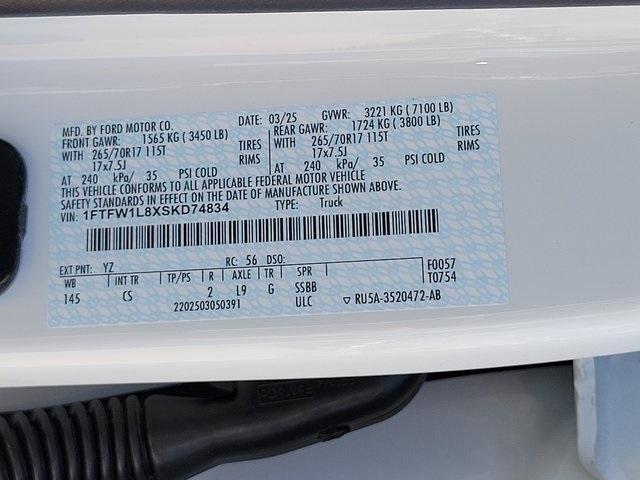 MFD. BY FORD MOTOR CO.
DATE: 03/25 GVWR: 3221 KG ( 7100 LB)
FRONT GAWR: 1565 KG ( 3450 LB) REAR GAWR: 1724 KG ( 3800 LB)
WITH 265/70R17 115T TIRES 265/70R17 115T TIRES
17x7.5J RIMS 17x7.5J RIMS
AT 240 kPa/ 35 PSI COLD AT 240 kPa/ 35 PSI COLD
THIS VEHICLE CONFORMS TO ALL APPLICABLE FEDERAL MOTOR VEHICLE
SAFETY STANDARDS IN EFFECT ON THE DATE OF MANUFACTURE SHOWN ABOVE.
VIN: 1FTFW1L8XSKD74834 TYPE: Truck
EXT PNT: YZ RC: 56 DSO: F0057
WB INT TR TP/PS R AXLE TR SPR T0754
145 CS 2 L9 G SSBB
2202503050391 ULC ▽ RU5A-3520472-AB